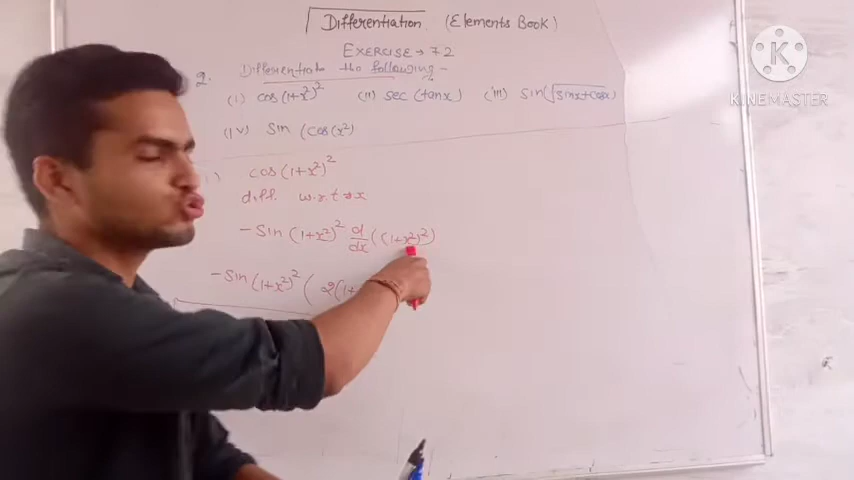 Differentiation. (Elements Book)
EXERCISE → 7.2
Q. Differentiate the following -
(i) cos(1+x²)² (ii) sec(tanx) (iii) sin(√sinx+cosx)
(iv) sin (cos(x²)
i) cos(1+x²)²
diff. w.r.t x
-sin(1+x²)² d/dx ((1+x²)²)
-sin(1+x²)² ( 2(1+
K
KINEMASTER